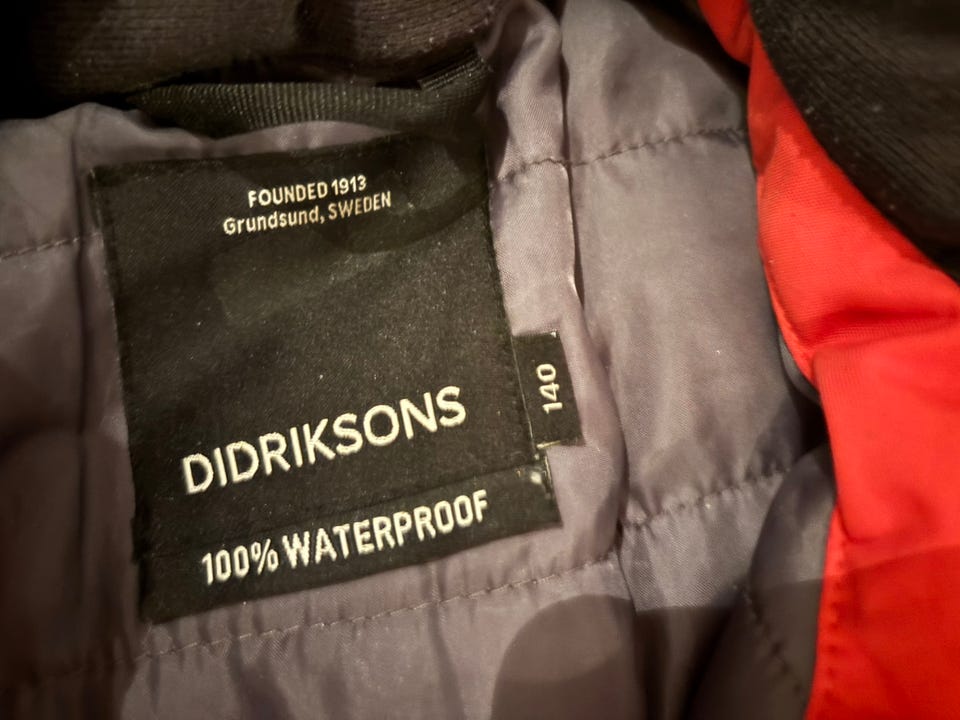 FOUNDED 1913
Grundsund, SWEDEN
DIDRIKSONS
140
100% WATERPROOF